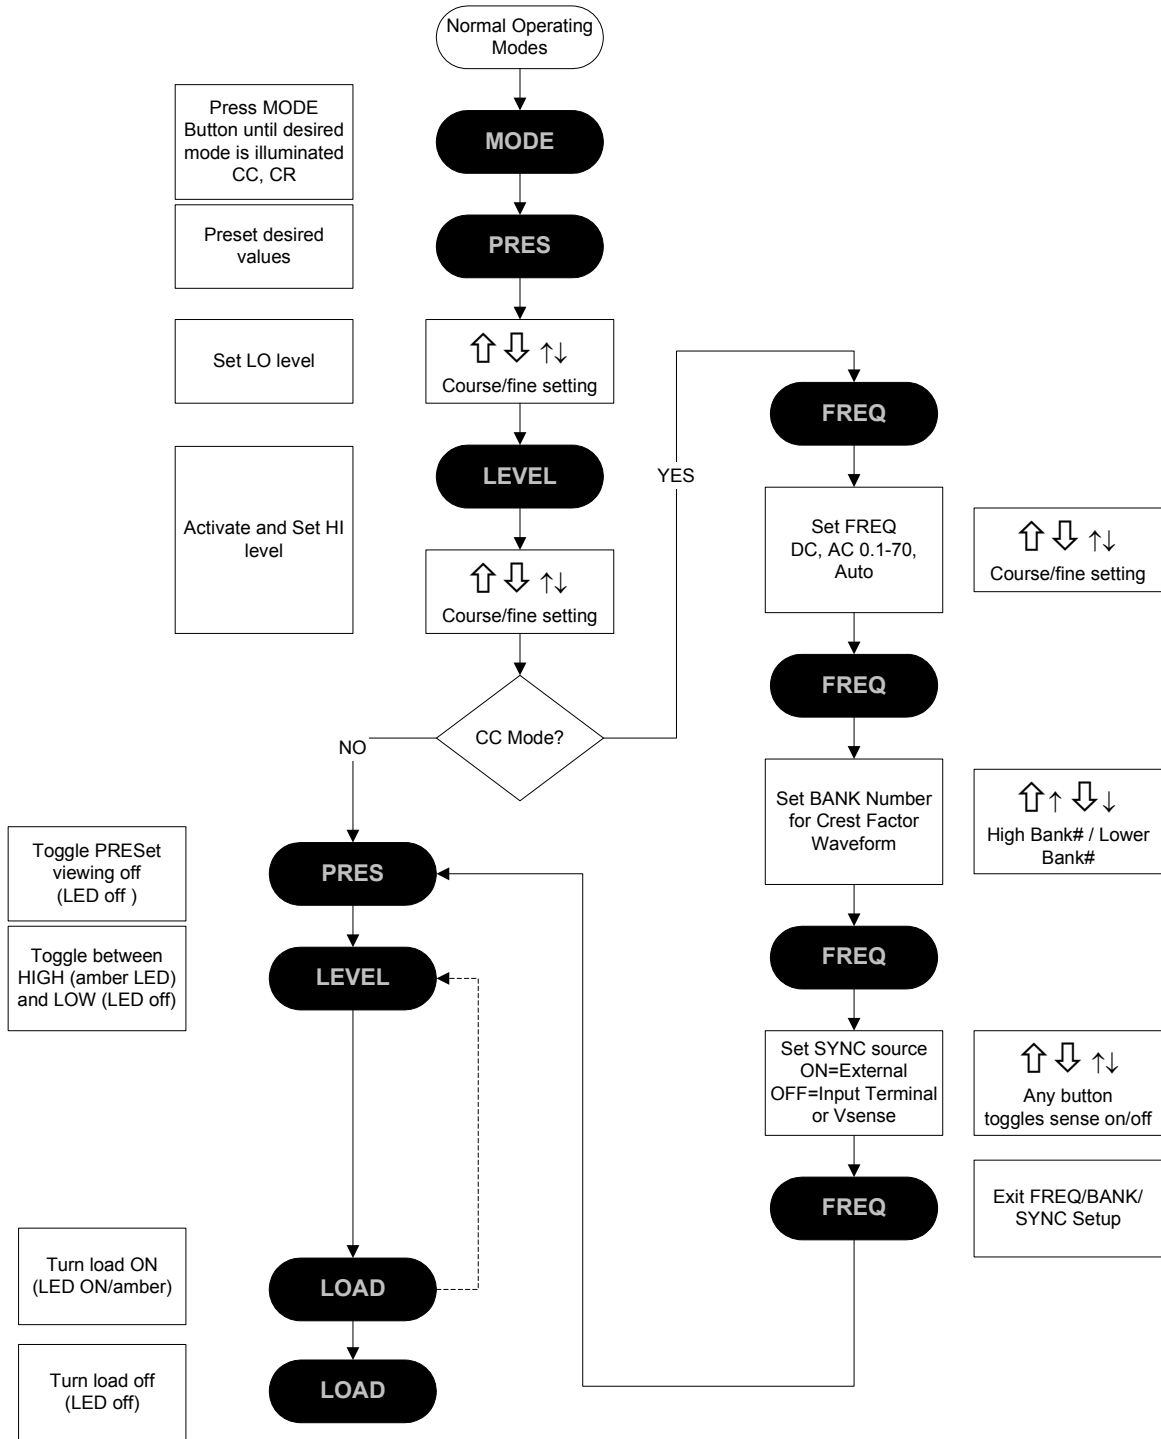 Normal Operating
Modes
Press MODE
Button until desired
mode is illuminated
CC, CR
MODE
Preset desired
values
PRES
Set LO level
⇧ ⇩ ↑↓
Course/fine setting
Activate and Set HI
level
LEVEL
⇧ ⇩ ↑↓
Course/fine setting
CC Mode?
YES
NO
FREQ
Set FREQ
DC, AC 0.1-70,
Auto
⇧ ⇩ ↑↓
Course/fine setting
FREQ
Set BANK Number
for Crest Factor
Waveform
⇧↑ ⇩↓
High Bank# / Lower
Bank#
FREQ
Set SYNC source
ON=External
OFF=Input Terminal
or Vsense
⇧ ⇩ ↑↓
Any button
toggles sense on/off
FREQ
Exit FREQ/BANK/
SYNC Setup
Toggle PRESet
viewing off
(LED off )
PRES
Toggle between
HIGH (amber LED)
and LOW (LED off)
LEVEL
Turn load ON
(LED ON/amber)
LOAD
Turn load off
(LED off)
LOAD